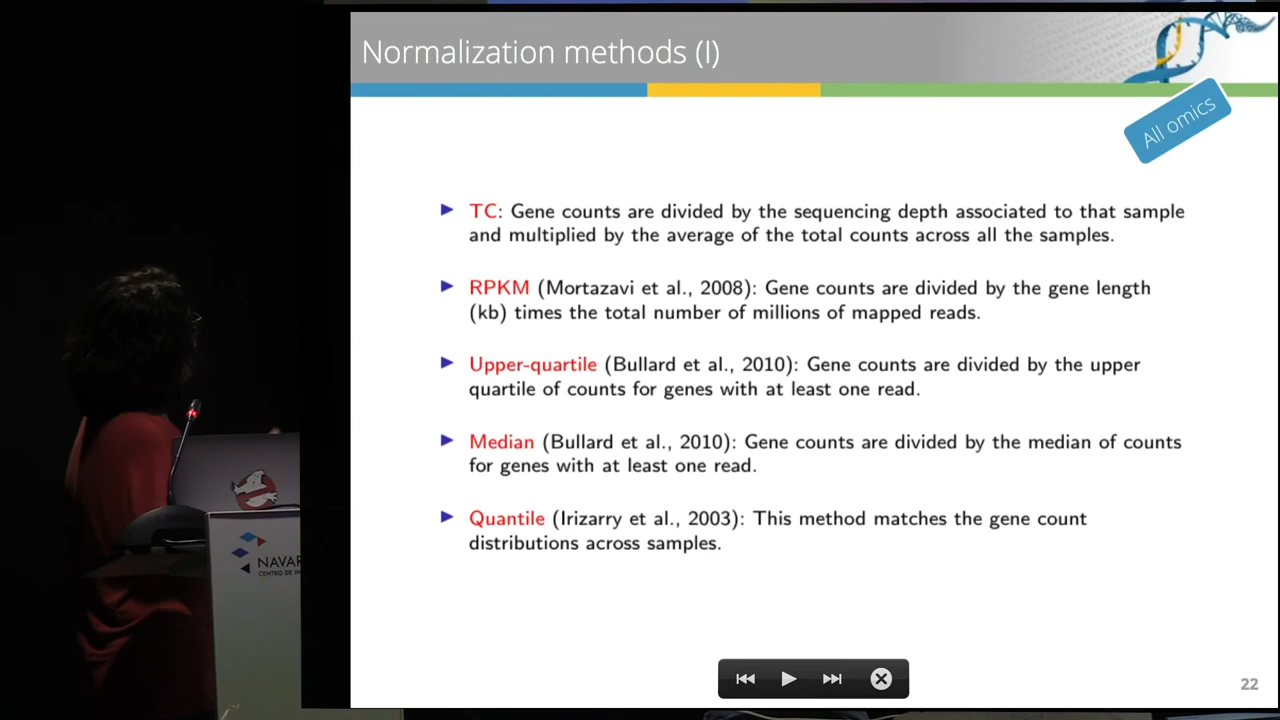 Normalization methods (I)
All omics
TC: Gene counts are divided by the sequencing depth associated to that sample
and multiplied by the average of the total counts across all the samples.
RPKM (Mortazavi et al., 2008): Gene counts are divided by the gene length
(kb) times the total number of millions of mapped reads.
Upper-quartile (Bullard et al., 2010): Gene counts are divided by the upper
quartile of counts for genes with at least one read.
Median (Bullard et al., 2010): Gene counts are divided by the median of counts
for genes with at least one read.
Quantile (Irizarry et al., 2003): This method matches the gene count
distributions across samples.
22
NAVAR
CENTRO DE IN